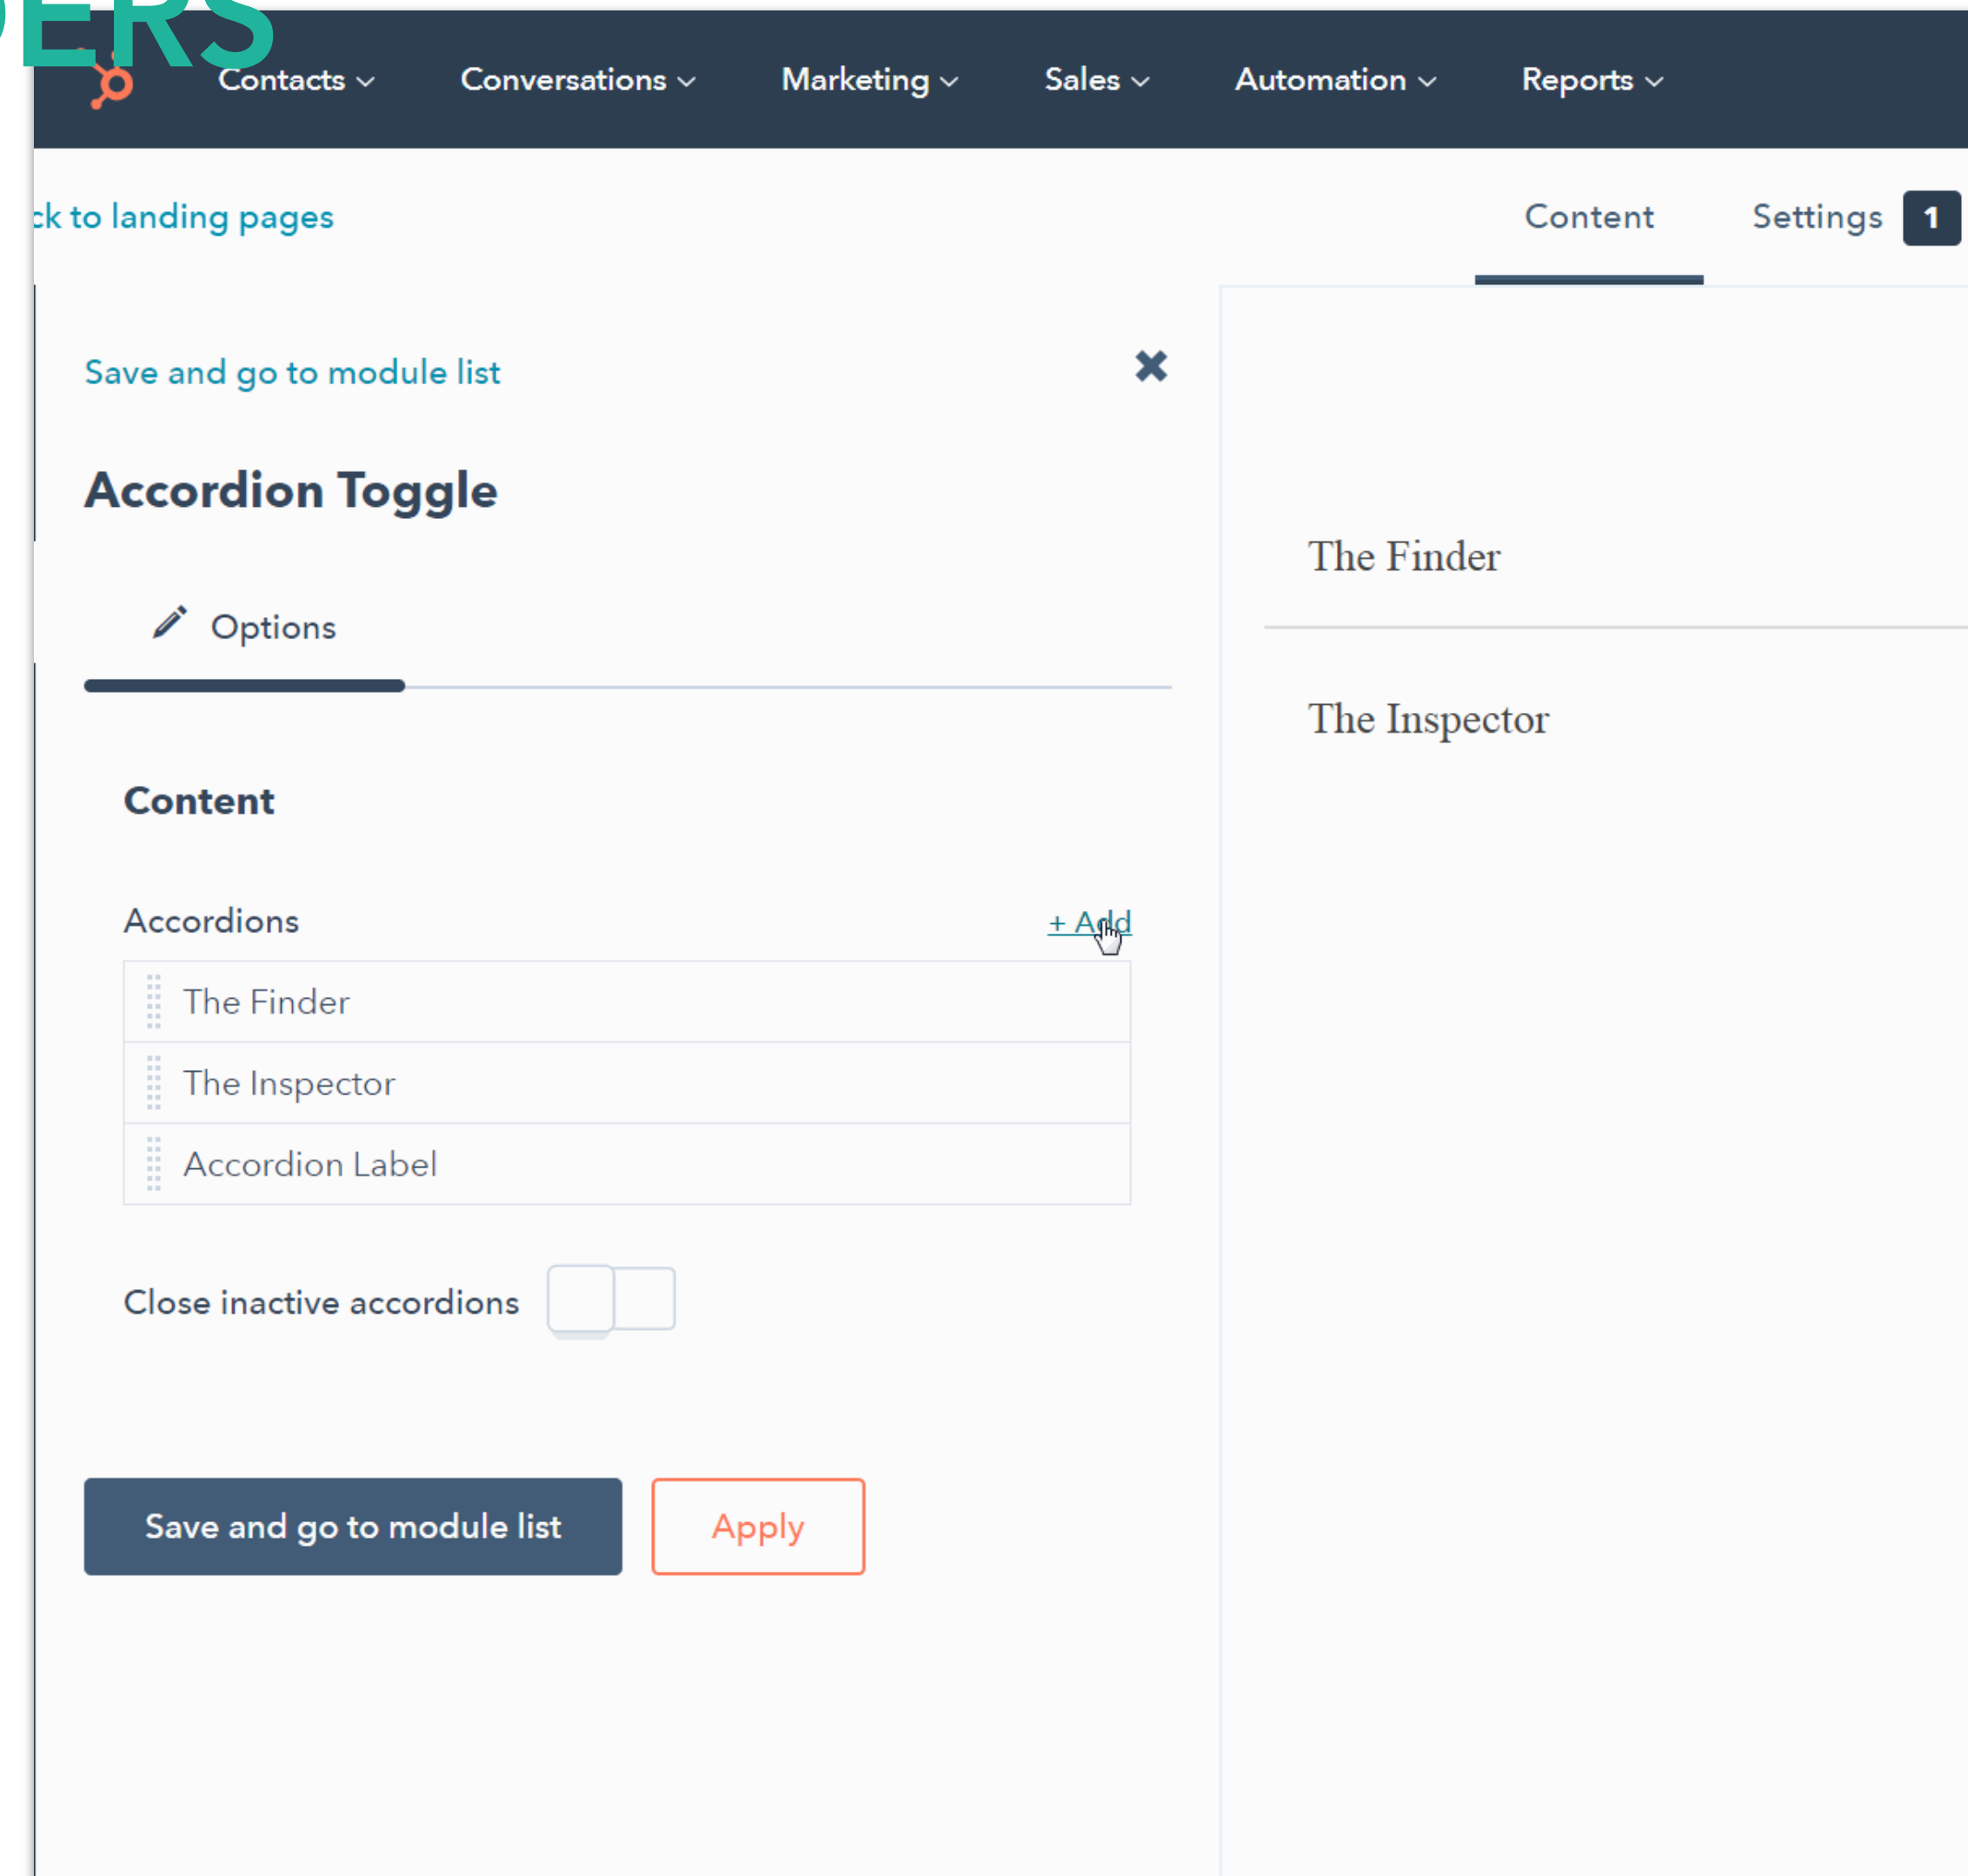 ERS
Contacts Conversations Marketing Sales Automation Reports
ck to landing pages
Content Settings 1
Save and go to module list
Accordion Toggle
Options
The Finder
The Inspector
Content
Accordions + Add
The Finder
The Inspector
Accordion Label
Close inactive accordions
Save and go to module list Apply